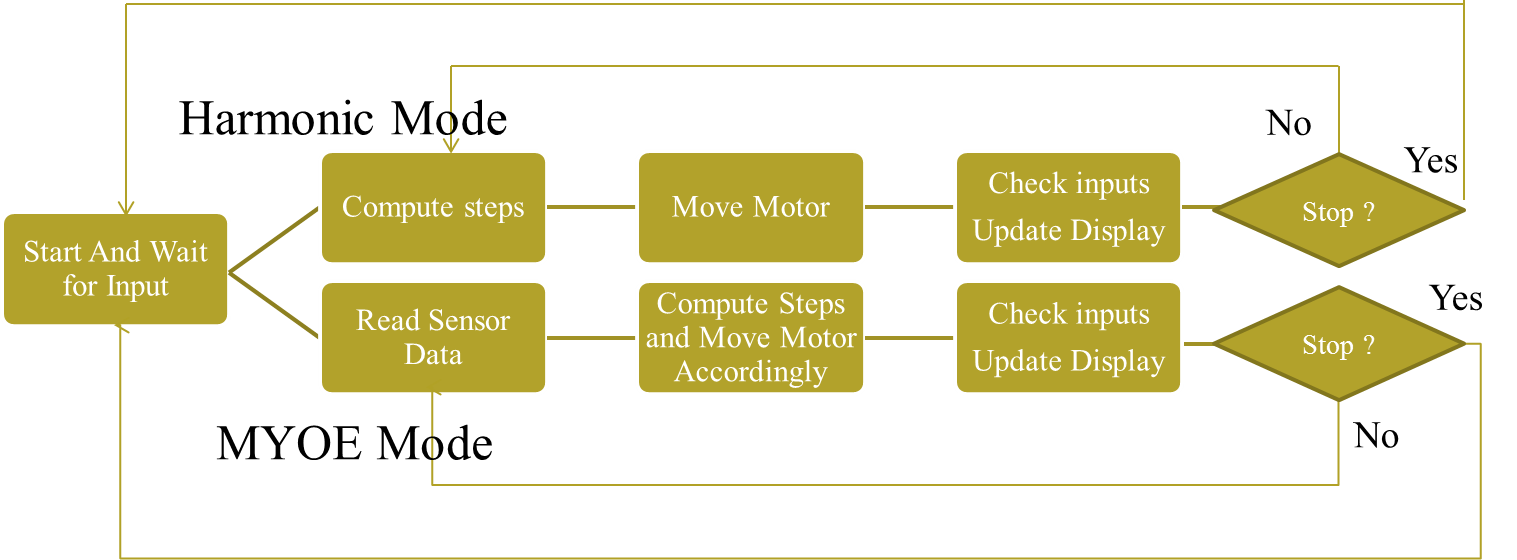 Harmonic Mode
No
Yes
Compute steps
Move Motor
Check inputs
Update Display
Stop ?
Start And Wait
for Input
Read Sensor
Data
Compute Steps
and Move Motor
Accordingly
Check inputs
Update Display
Stop ?
Yes
MYOE Mode
No